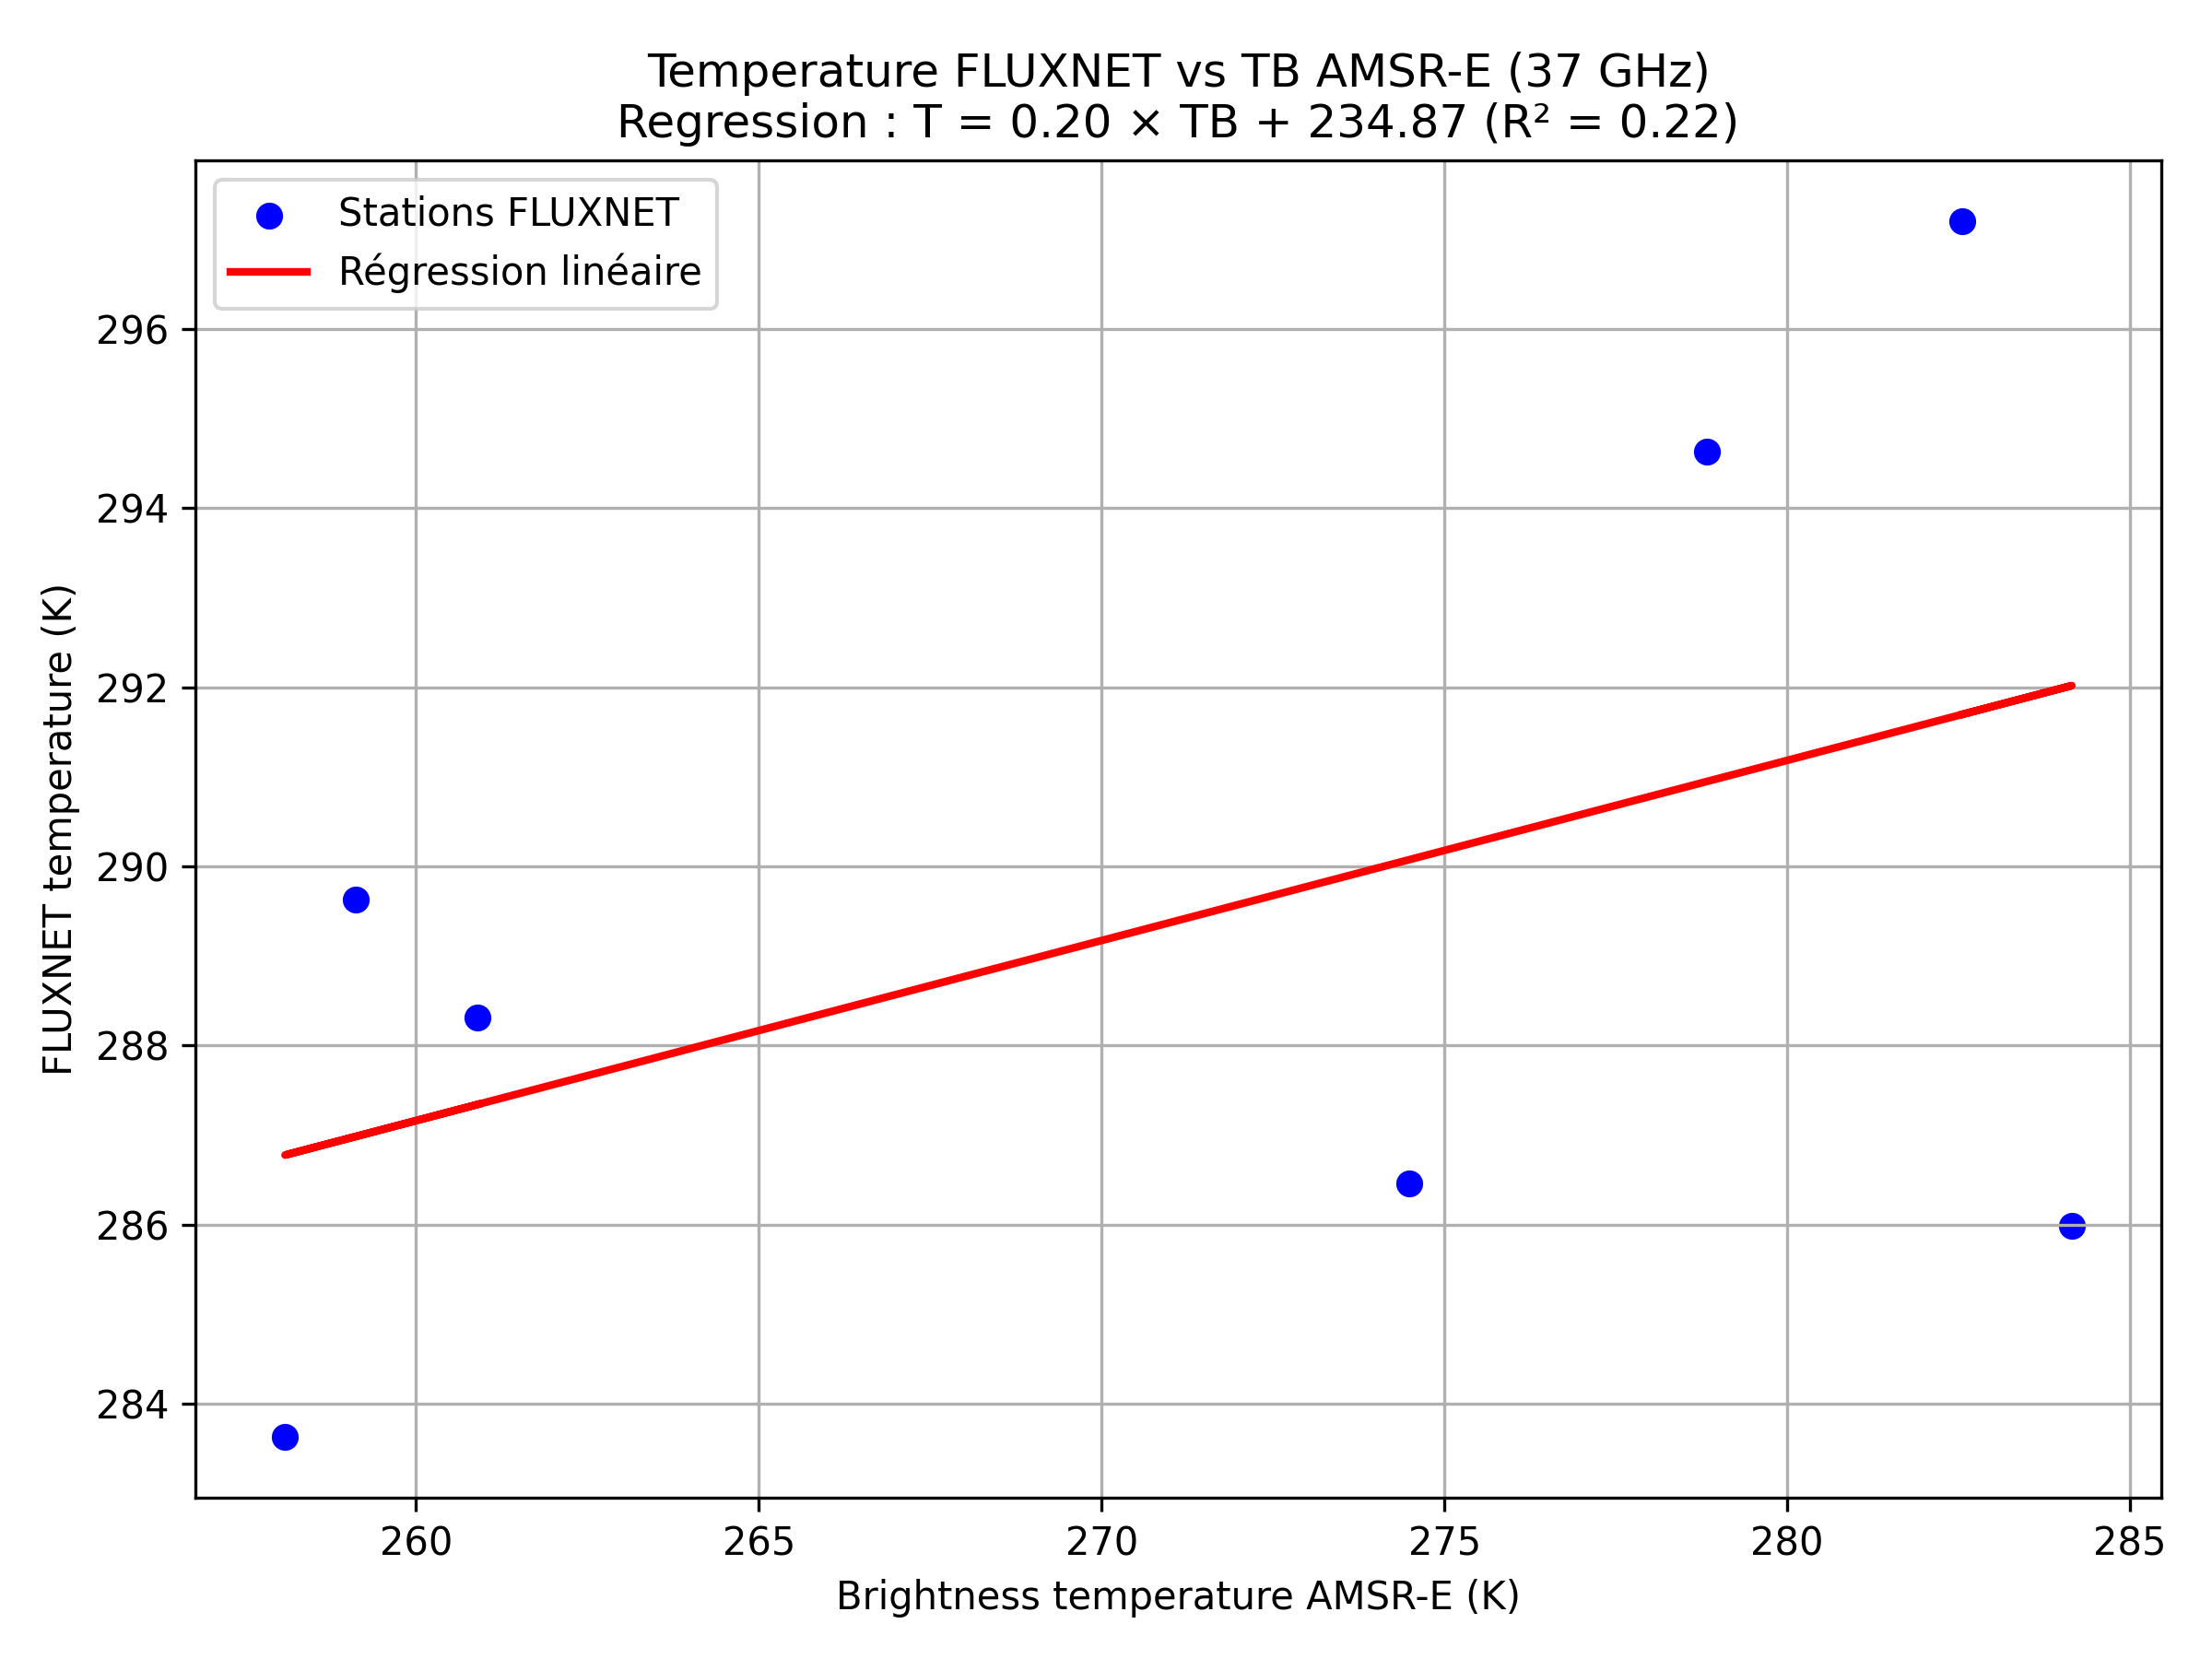 Temperature FLUXNET vs TB AMSR-E (37 GHz)
Regression : T = 0.20 × TB + 234.87 (R² = 0.22)
Stations FLUXNET
Régression linéaire
FLUXNET temperature (K)
296
294
292
290
288
286
284
260 265 270 275 280 285
Brightness temperature AMSR-E (K)